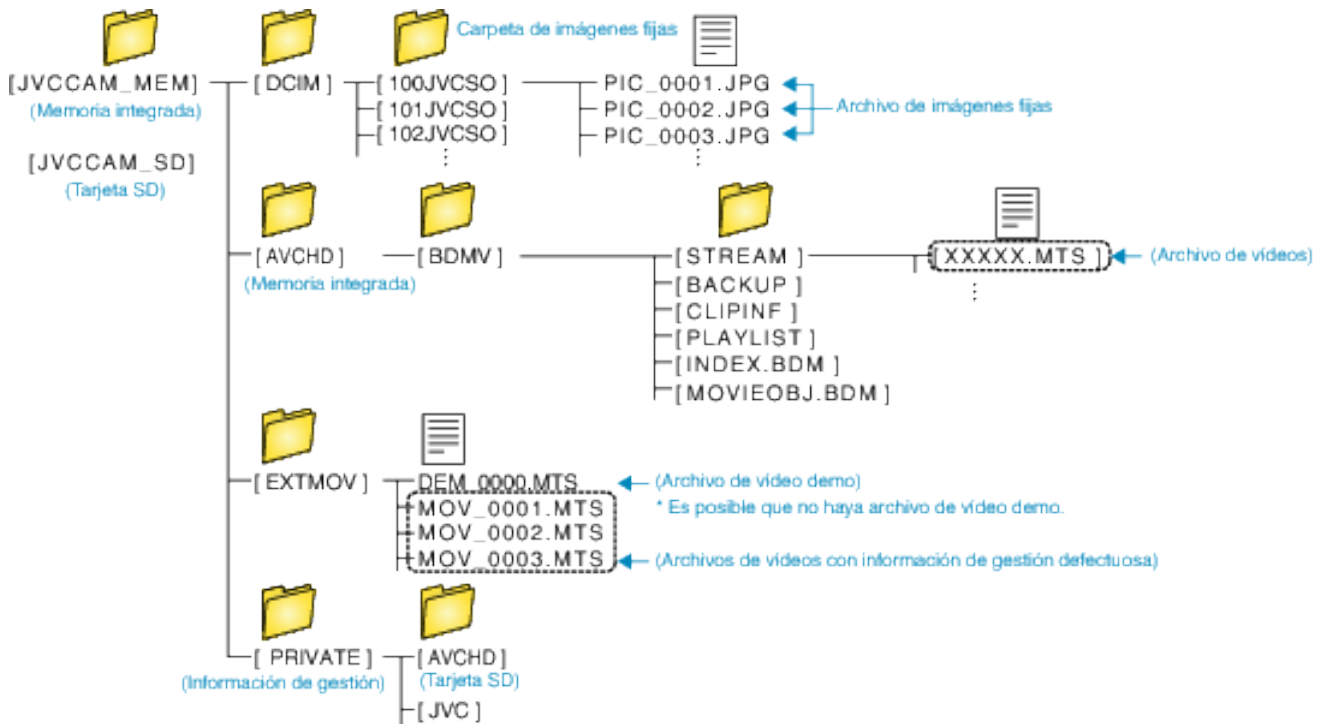 Carpeta de imágenes fijas
[JVCCAM_MEM]
(Memoria integrada)
[JVCCAM_SD]
(Tarjeta SD)
[ DCIM ]
[ 100JVCSO ]
[ 101JVCSO ]
[ 102JVCSO ]
PIC_0001.JPG
PIC_0002.JPG
PIC_0003.JPG
Archivo de imágenes fijas
[ AVCHD ]
(Memoria integrada)
[ BDMV ]
[ STREAM ]
[ BACKUP ]
[ CLIPINF ]
[ PLAYLIST ]
[ INDEX.BDM ]
[ MOVIEOBJ.BDM ]
[ XXXXX.MTS ]
(Archivo de vídeos)
[ EXTMOV ]
DEM_0000.MTS
(Archivo de vídeo demo)
* Es posible que no haya archivo de vídeo demo.
MOV_0001.MTS
MOV_0002.MTS
MOV_0003.MTS
(Archivos de vídeos con información de gestión defectuosa)
[ PRIVATE ]
(Información de gestión)
[ AVCHD ]
(Tarjeta SD)
[ JVC ]